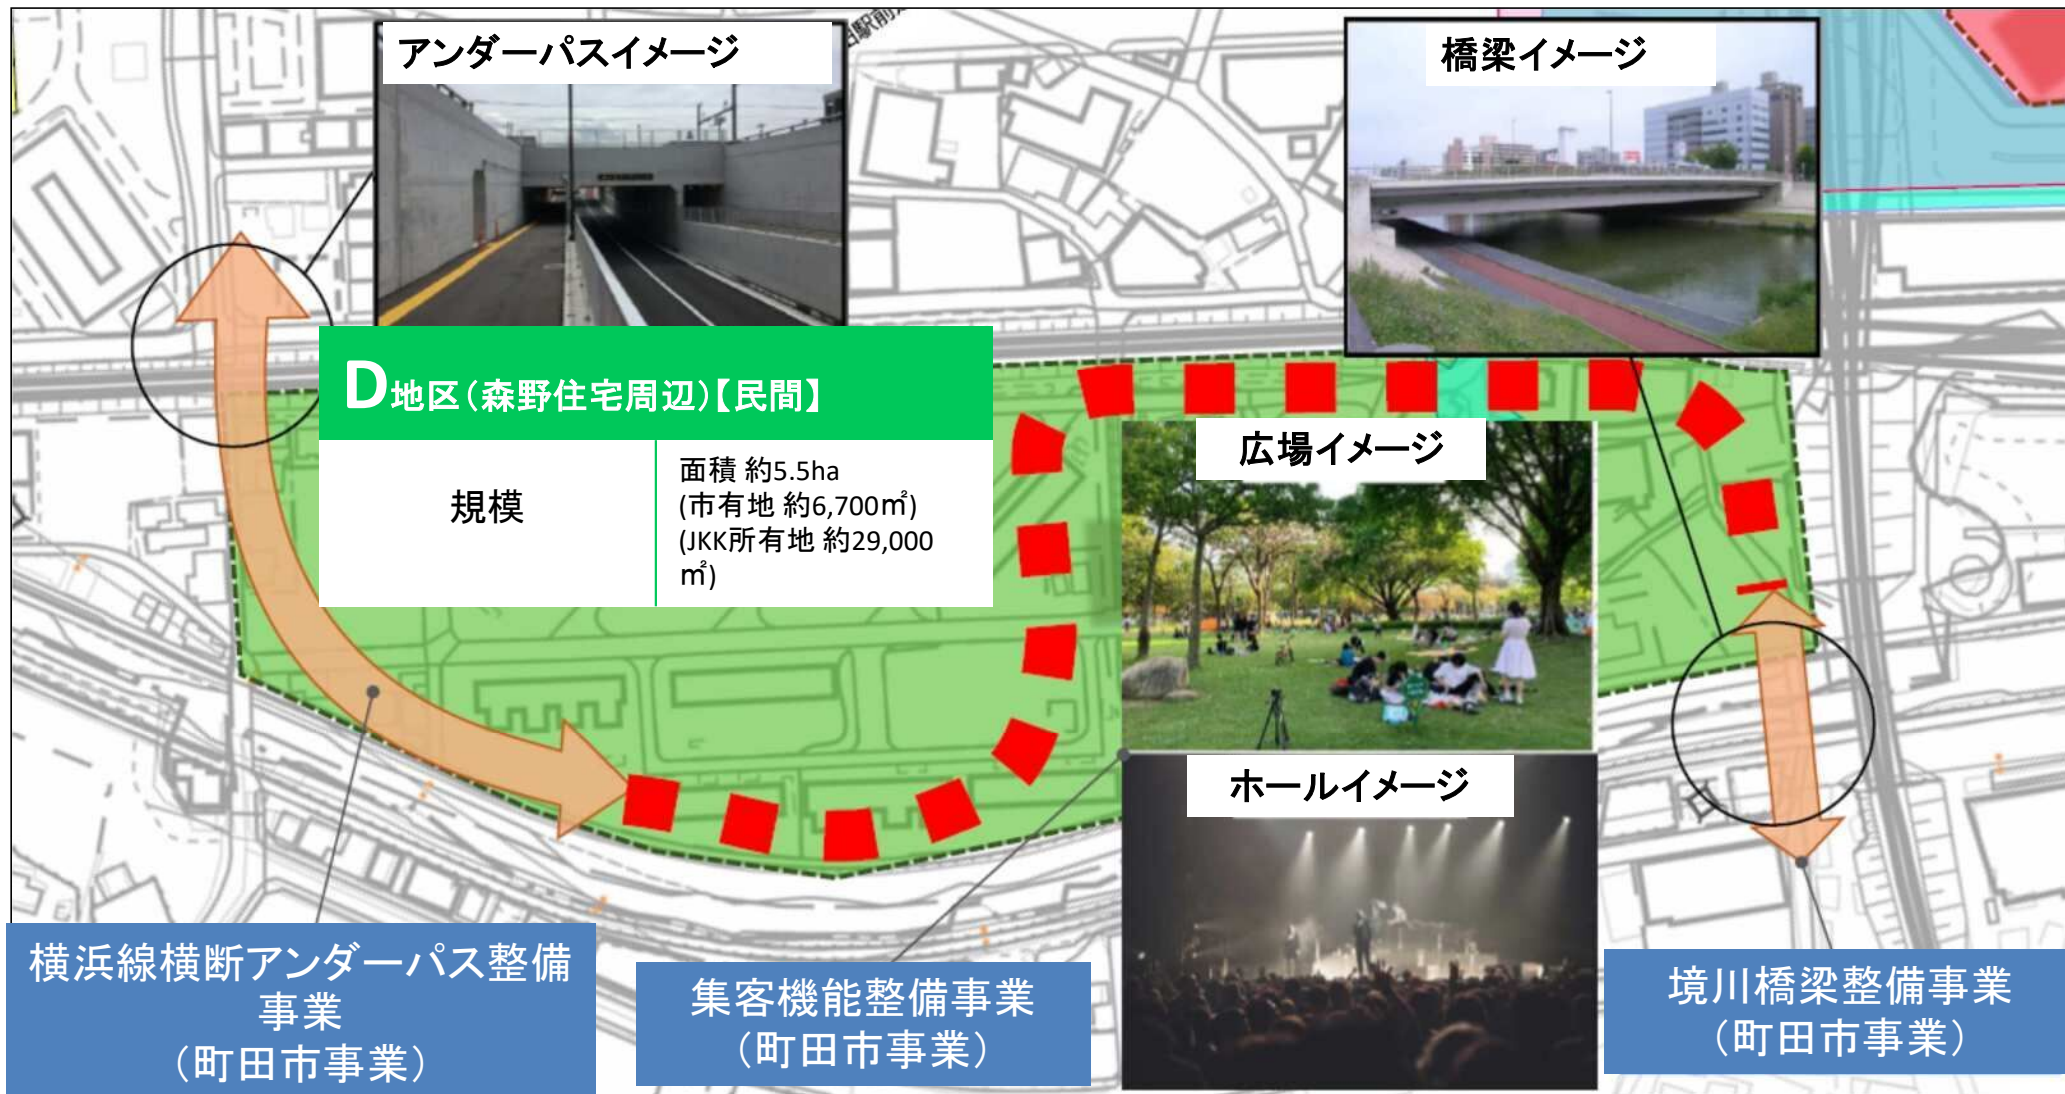 田駅前
アンダーパスイメージ
橋梁イメージ
D地区(森野住宅周辺)【民間】
規模
面積 約5.5ha
(市有地 約6,700㎡)
(JKK所有地 約29,000
㎡)
広場イメージ
ホールイメージ
横浜線横断アンダーパス整備
事業
(町田市事業)
集客機能整備事業
(町田市事業)
境川橋梁整備事業
(町田市事業)